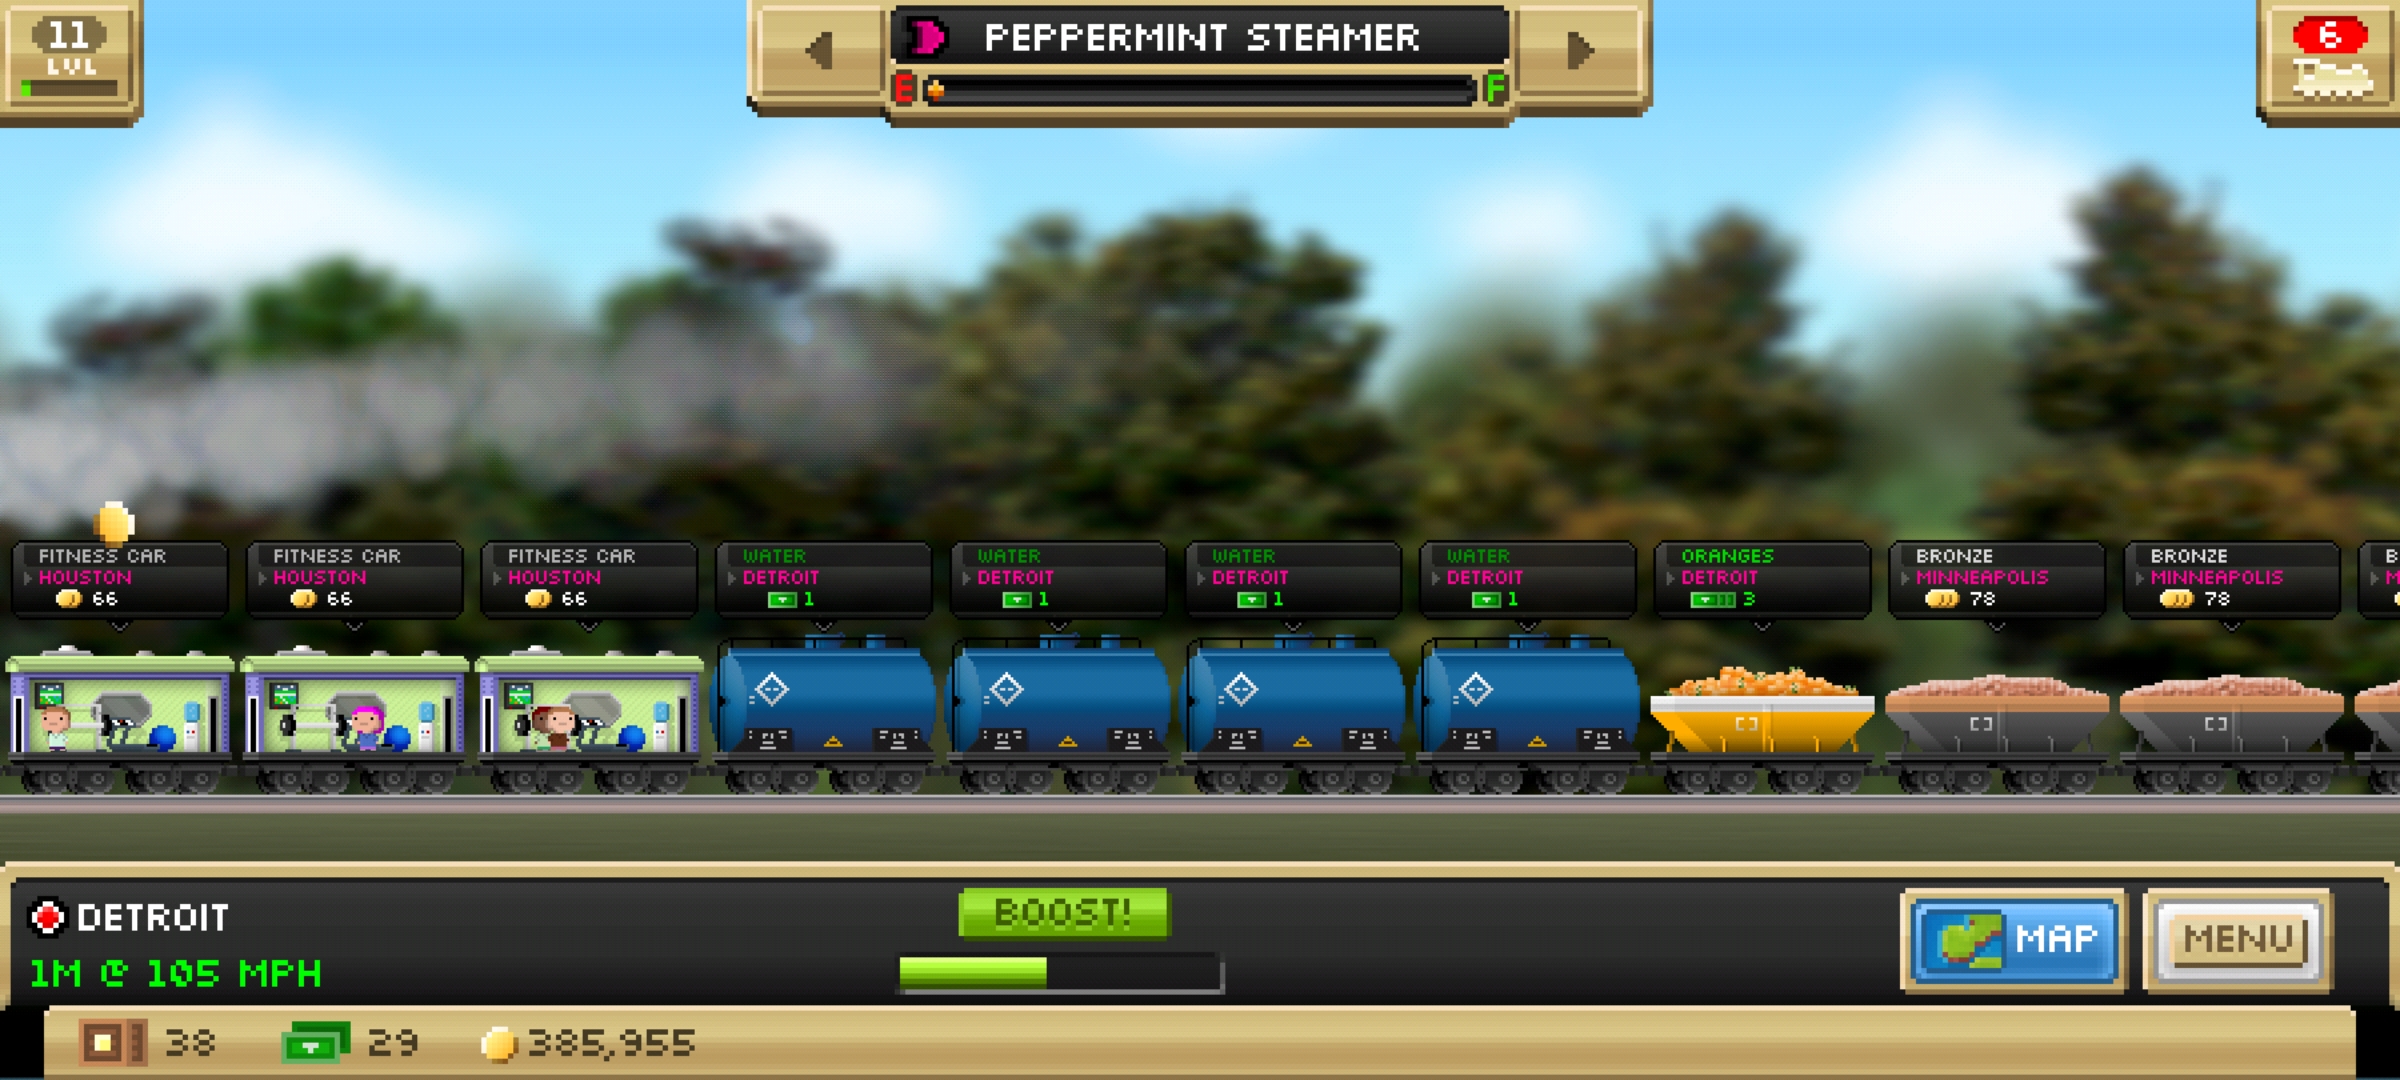 11
LVL
PEPPERMINT STEAMER
E
F
6
FITNESS CAR
HOUSTON
66
FITNESS CAR
HOUSTON
66
FITNESS CAR
HOUSTON
66
WATER
DETROIT
1
WATER
DETROIT
1
WATER
DETROIT
1
WATER
DETROIT
1
ORANGES
DETROIT
3
BRONZE
MINNEAPOLIS
78
BRONZE
MINNEAPOLIS
78
B
M
DETROIT
1M @ 105 MPH
BOOST!
MAP
MENU
38
29
385,955